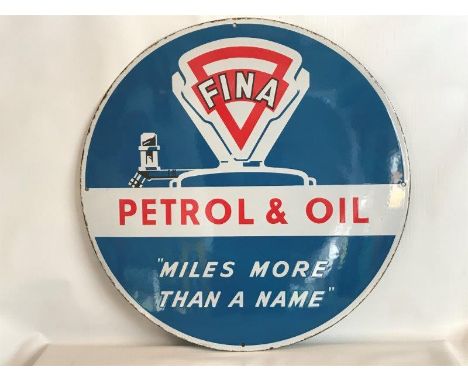 FINA
PETROL & OIL
"MILES MORE
THAN A NAME"